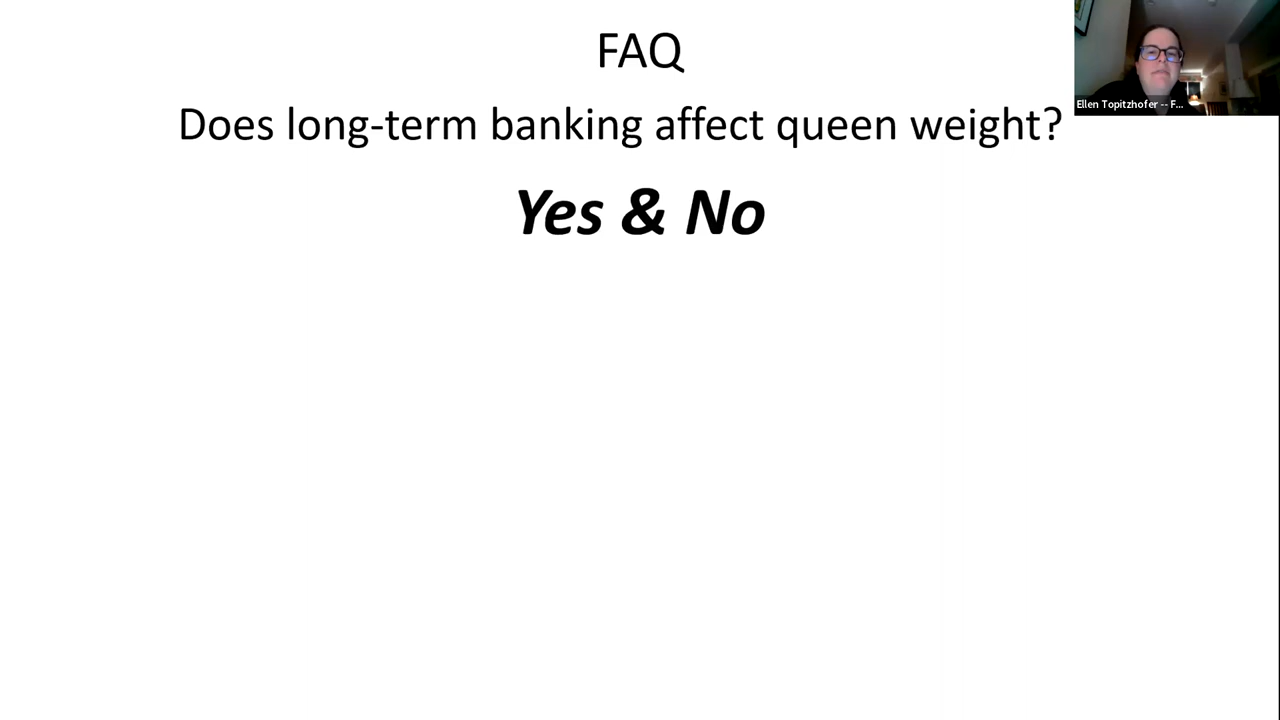 FAQ
Does long-term banking affect queen weight?
Yes & No
Ellen Topitzhofer -- F...